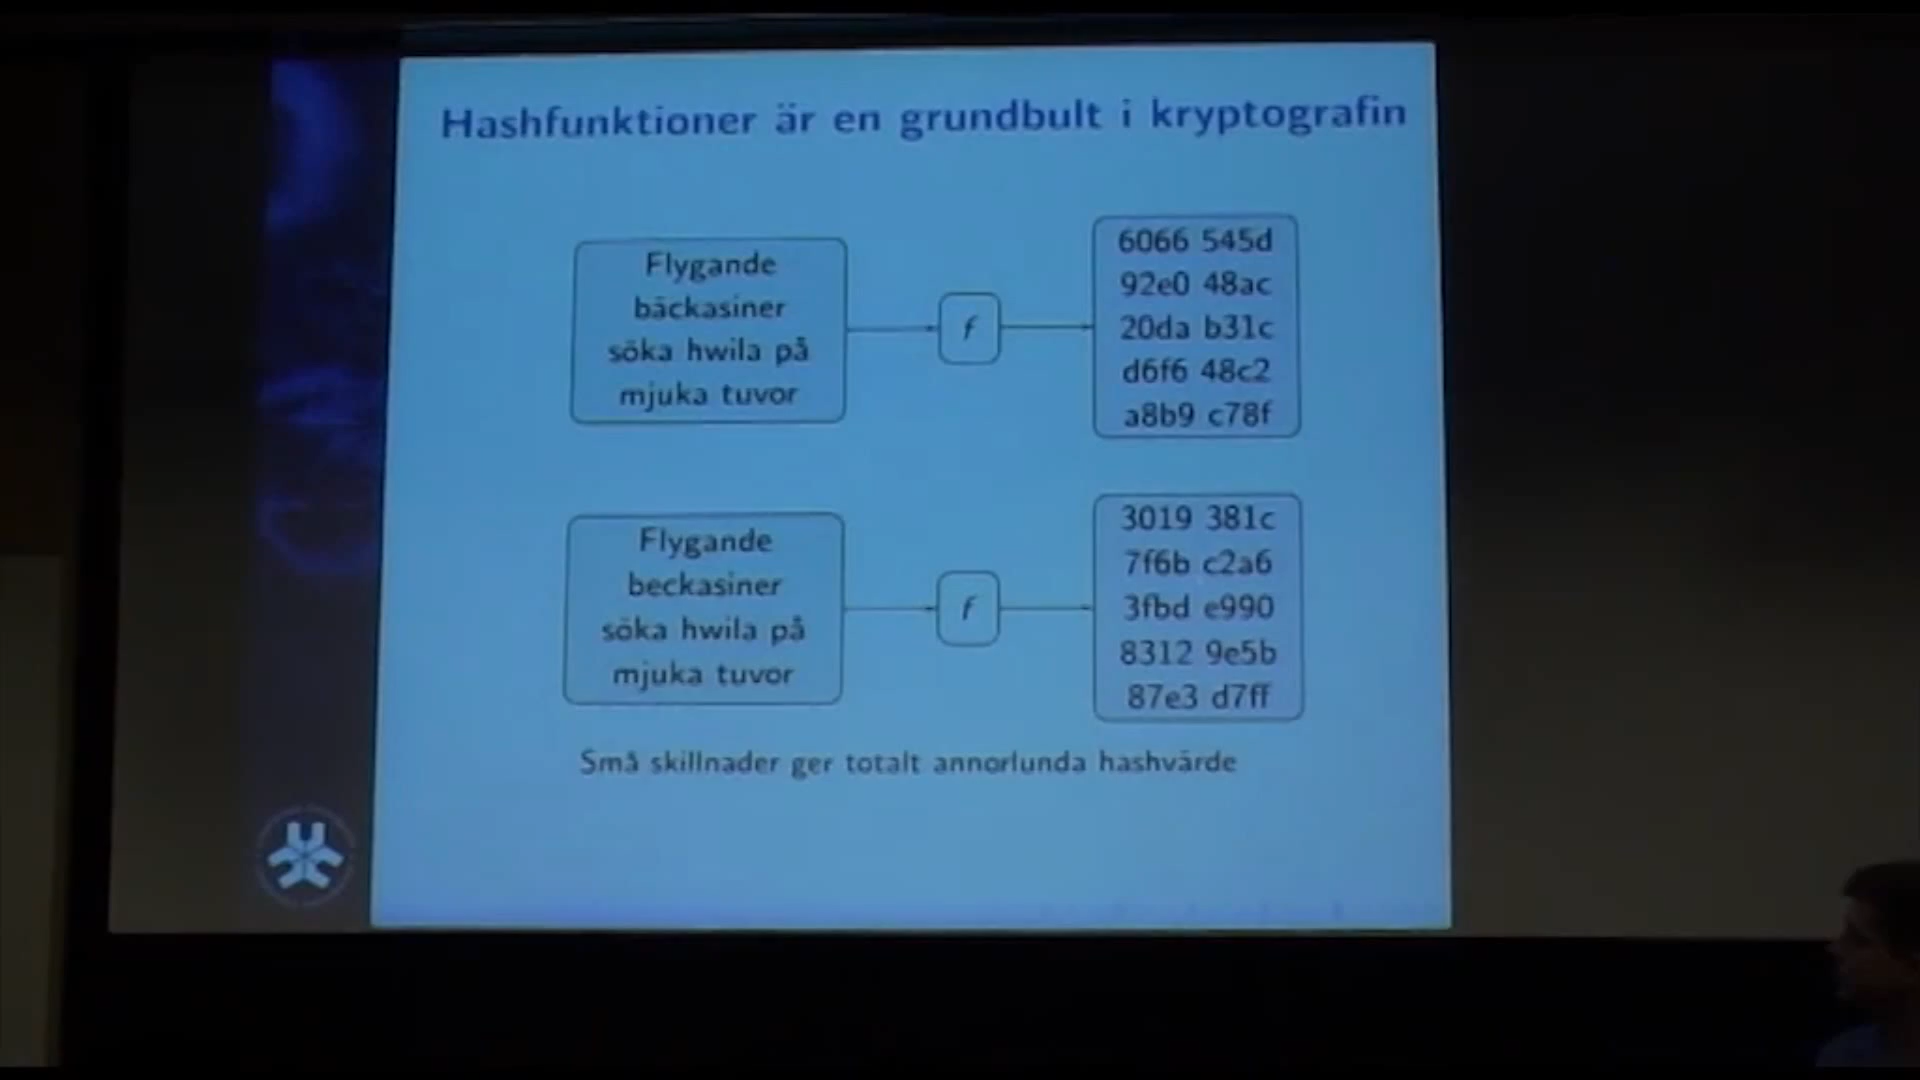 Hashfunktioner är en grundbult i kryptografin
Flygande
bäckasiner
söka hwila på
mjuka tuvor
f
6066 545d
92e0 48ac
20da b31c
d6f6 48c2
a8b9 c78f
Flygande
beckasiner
söka hwila på
mjuka tuvor
f
3019 381c
7f6b c2a6
3fbd e990
8312 9e5b
87e3 d7ff
Små skillnader ger totalt annorlunda hashvärde